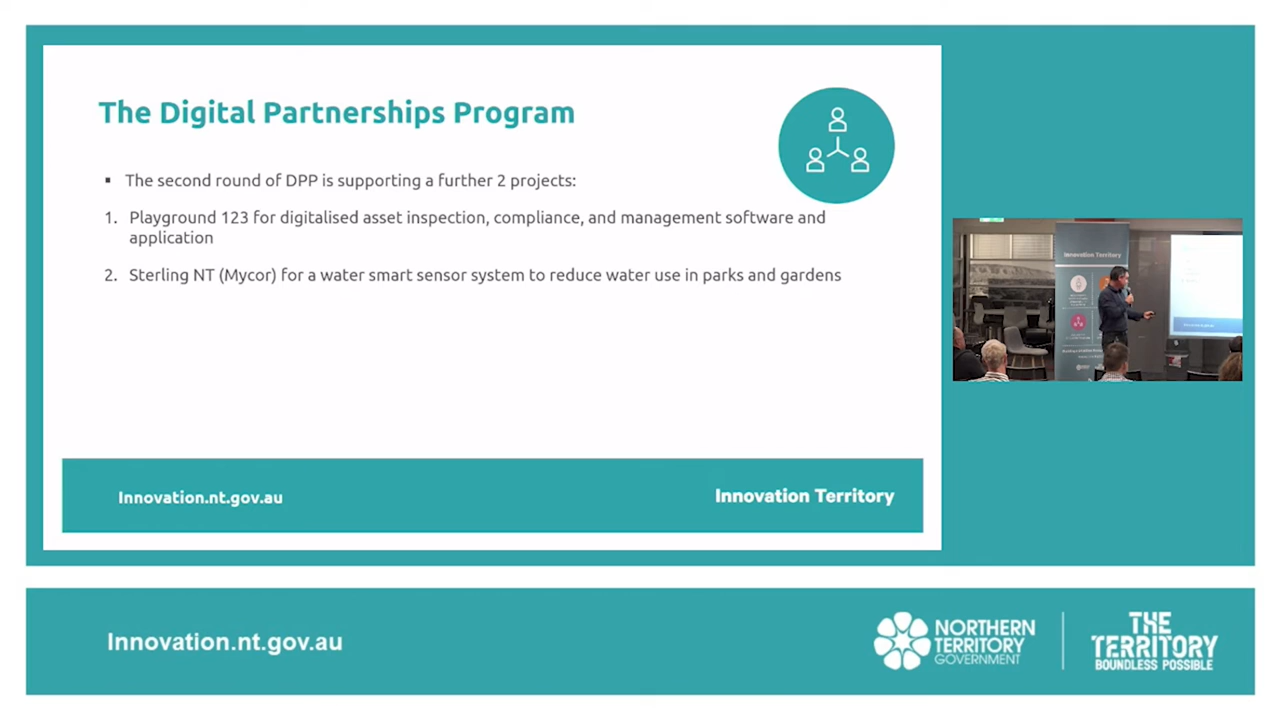 The Digital Partnerships Program
▪ The second round of DPP is supporting a further 2 projects:
1. Playground 123 for digitalised asset inspection, compliance, and management software and
application
2. Sterling NT (Mycor) for a water smart sensor system to reduce water use in parks and gardens
Innovation Territory
Innovation.nt.gov.au
Innovation Territory
Innovation.nt.gov.au
NORTHERN
TERRITORY
GOVERNMENT
THE
TERRITORY
BOUNDLESS POSSIBLE